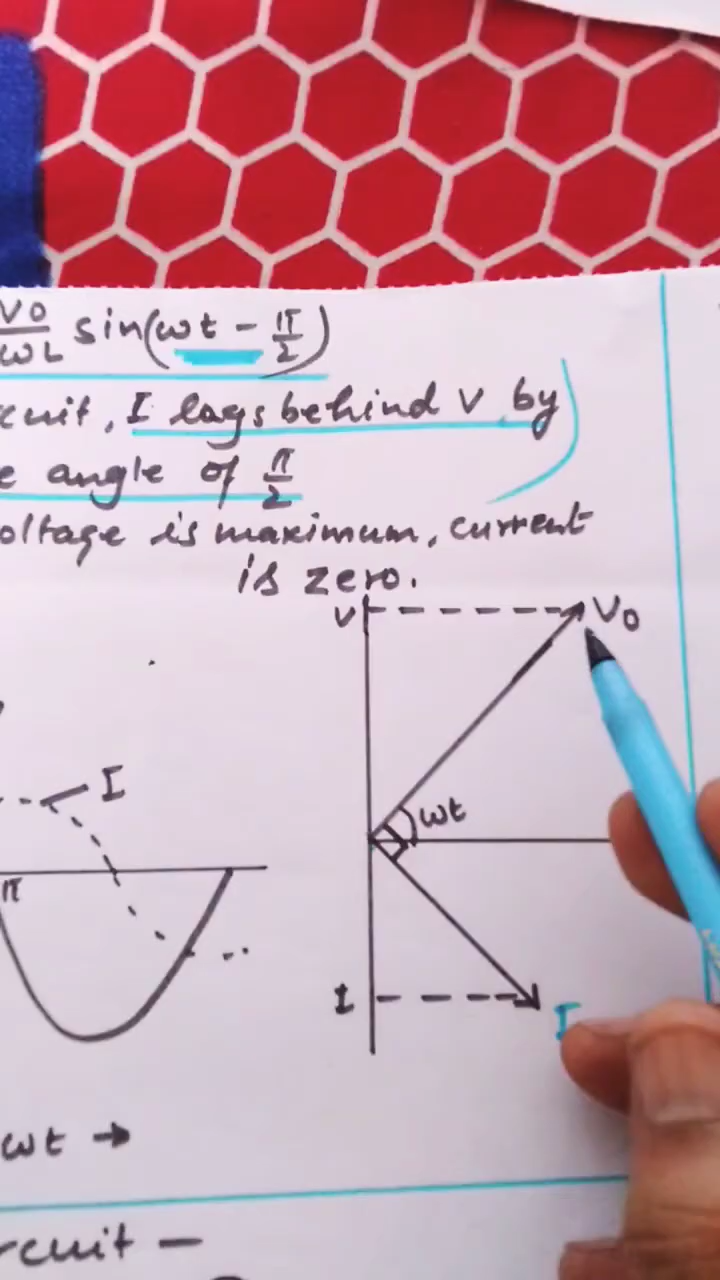 V0/ωL sin(ωt - π/2)
cuit, I lags behind V by
e angle of π/2
oltage is maximum, current
is zero.
V
V0
I
ωt
π
I
I
ωt →
rcuit -